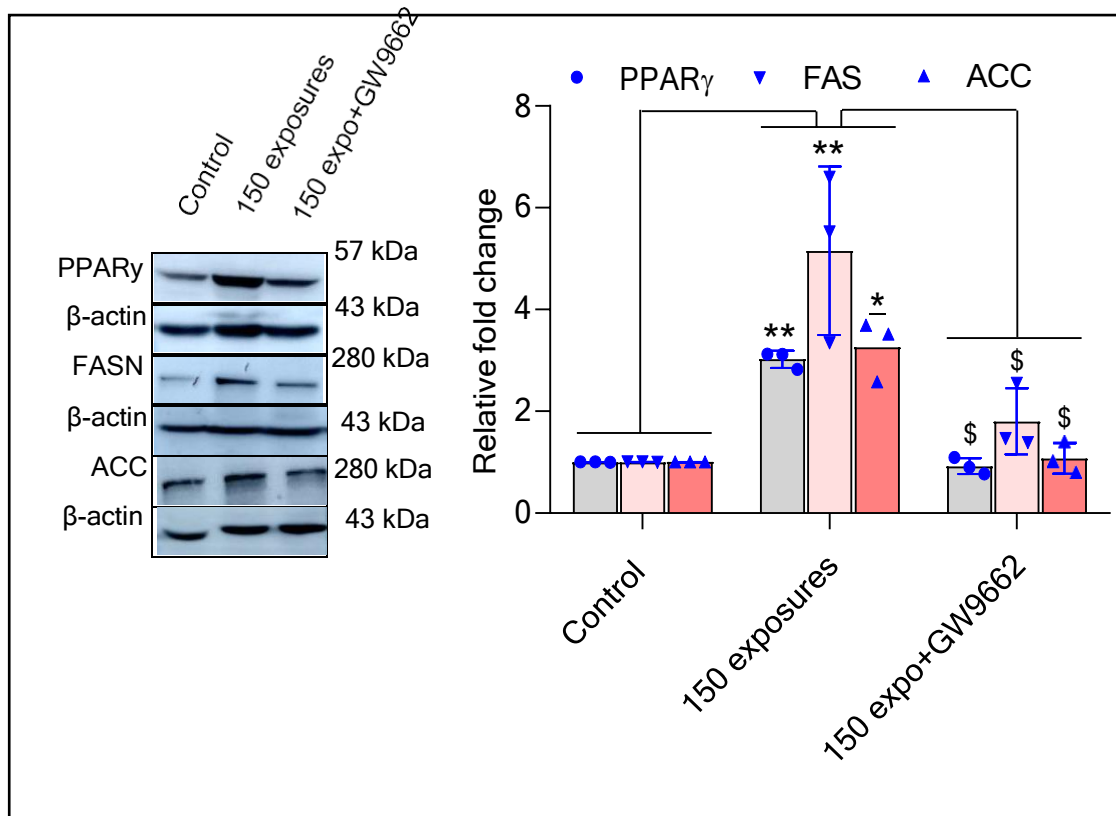 Control
150 exposures
150 expo+GW9662
PPARy
57 kDa
β-actin
43 kDa
FASN
280 kDa
β-actin
43 kDa
ACC
280 kDa
β-actin
43 kDa
PPARγ FAS ACC
Relative fold change
8
6
4
2
0
**
**
*
$
$
$
Control
150 exposures
150 expo+GW9662